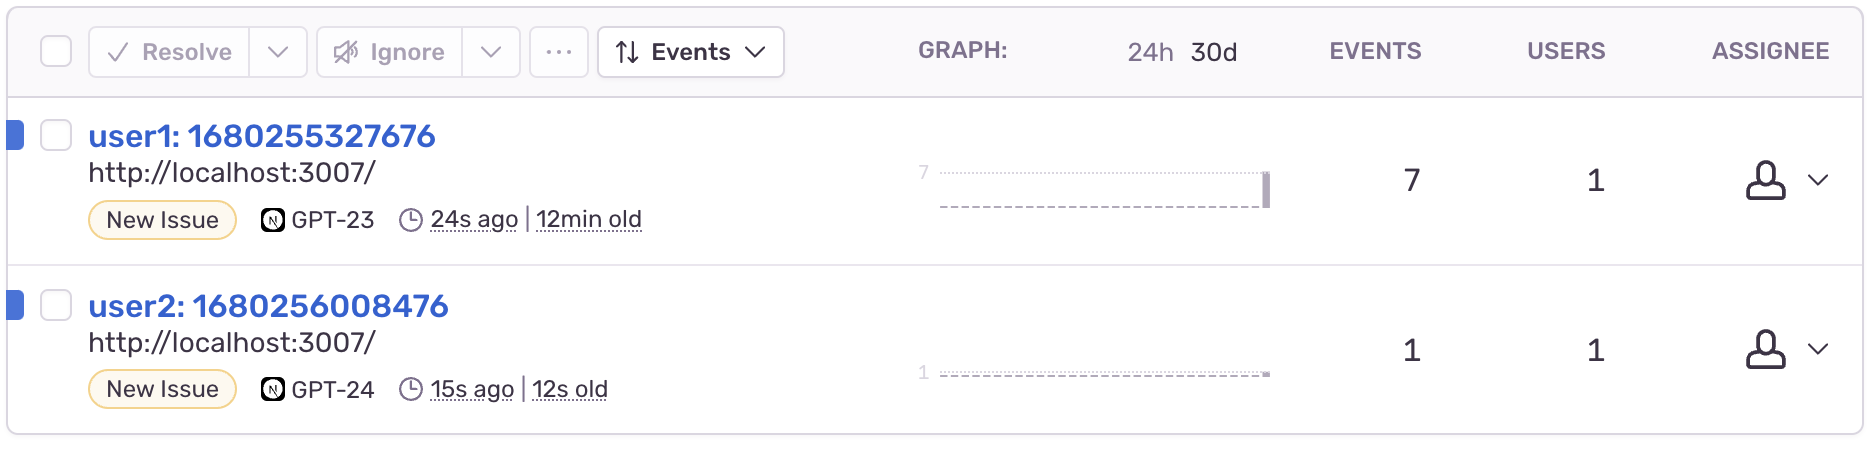 Resolve Ignore ... Events GRAPH: 24h 30d EVENTS USERS ASSIGNEE
user1: 1680255327676
http://localhost:3007/
7 7 1
New Issue N GPT-23 24s ago | 12min old
user2: 1680256008476
http://localhost:3007/
1 1 1
New Issue N GPT-24 15s ago | 12s old